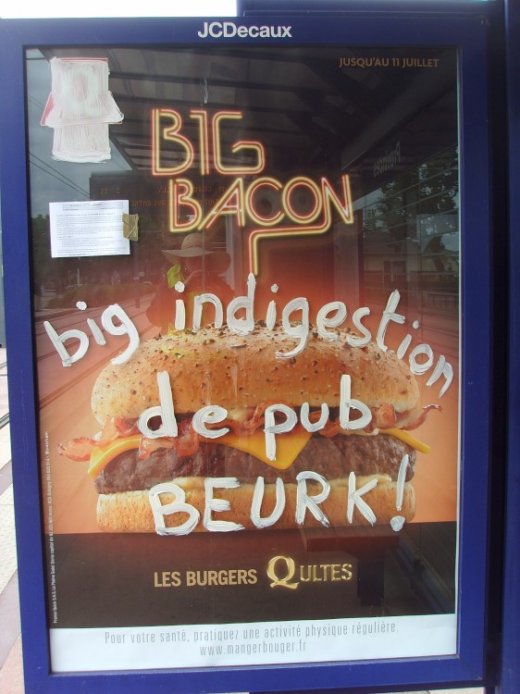 JCDecaux
JUSQU'AU 11 JUILLET
BIG
BACON
big indigestion
de pub
BEURK!
LES BURGERS QULTES
Pour votre santé, pratiquez une activité physique régulière.
www.mangerbouger.fr